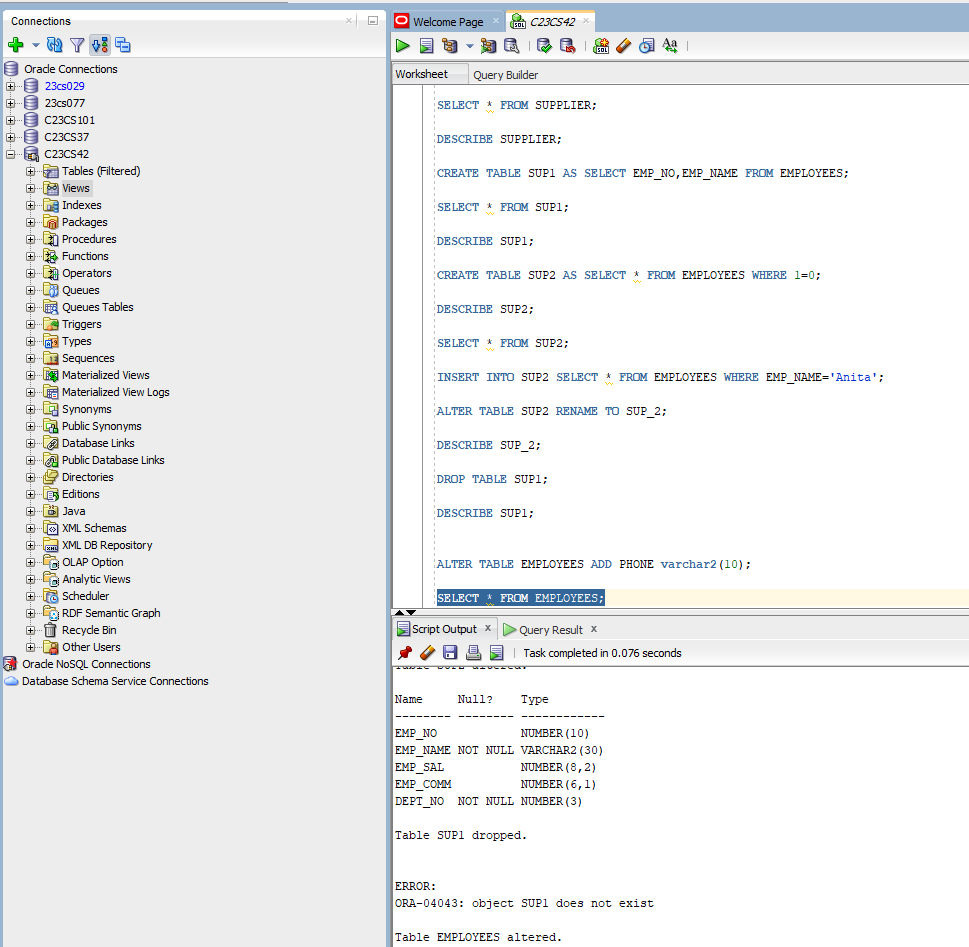 Connections
Oracle Connections
23cs029
23cs077
C23CS101
C23CS37
C23CS42
Tables (Filtered)
Views
Indexes
Packages
Procedures
Functions
Operators
Queues
Queues Tables
Triggers
Types
Sequences
Materialized Views
Materialized View Logs
Synonyms
Public Synonyms
Database Links
Public Database Links
Directories
Editions
Java
XML Schemas
XML DB Repository
OLAP Option
Analytic Views
Scheduler
RDF Semantic Graph
Recycle Bin
Other Users
Oracle NoSQL Connections
Database Schema Service Connections
Welcome Page
C23CS42
Worksheet Query Builder
SELECT * FROM SUPPLIER;
DESCRIBE SUPPLIER;
CREATE TABLE SUP1 AS SELECT EMP_NO,EMP_NAME FROM EMPLOYEES;
SELECT * FROM SUP1;
DESCRIBE SUP1;
CREATE TABLE SUP2 AS SELECT * FROM EMPLOYEES WHERE 1=0;
DESCRIBE SUP2;
SELECT * FROM SUP2;
INSERT INTO SUP2 SELECT * FROM EMPLOYEES WHERE EMP_NAME='Anita';
ALTER TABLE SUP2 RENAME TO SUP_2;
DESCRIBE SUP_2;
DROP TABLE SUP1;
DESCRIBE SUP1;
ALTER TABLE EMPLOYEES ADD PHONE varchar2(10);
SELECT * FROM EMPLOYEES;
Script Output x Query Result x
Task completed in 0.076 seconds
Table SUP2 altered.
Name Null? Type
-------- -------- ------------
EMP_NO NUMBER(10)
EMP_NAME NOT NULL VARCHAR2(30)
EMP_SAL NUMBER(8,2)
EMP_COMM NUMBER(6,1)
DEPT_NO NOT NULL NUMBER(3)
Table SUP1 dropped.
ERROR:
ORA-04043: object SUP1 does not exist
Table EMPLOYEES altered.